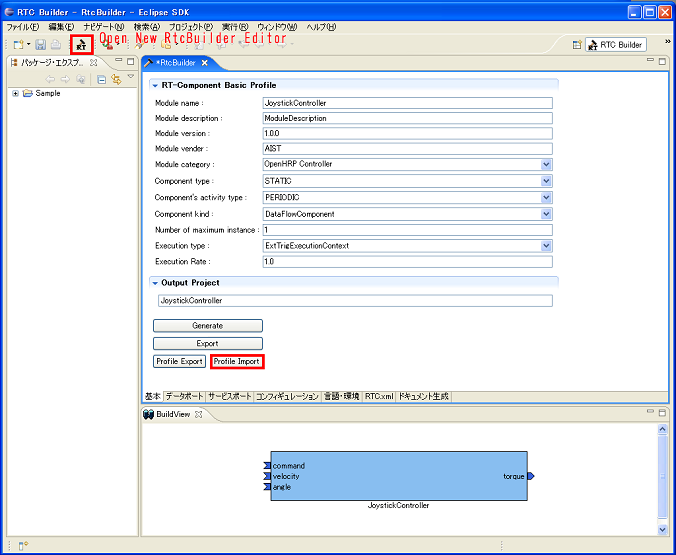 RTC Builder - RtcBuilder - Eclipse SDK
ファイル(F) 編集(E) ナビゲート(N) 検索(A) プロジェクト(P) 実行(R) ウィンドウ(W) ヘルプ(H)
RT Open New RtcBuilder Editor RT RTC Builder »
パッケージ・エクスプ... *RtcBuilder
Sample
RT-Component Basic Profile
Module name : JoystickController
Module description : ModuleDescription
Module version : 1.0.0
Module vender : AIST
Module category : OpenHRP Controller
Component type : STATIC
Component's activity type : PERIODIC
Component kind : DataFlowComponent
Number of maximum instance : 1
Execution type : ExtTrigExecutionContext
Execution Rate : 1.0
Output Project
JoystickController
Generate
Export
Profile Export Profile Import
基本 データポート サービスポート コンフィギュレーション 言語・環境 RTC.xml ドキュメント生成
BuildView
command
velocity torque
angle
JoystickController